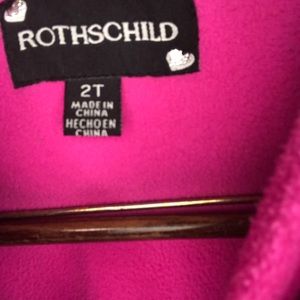 ROTHSCHILD
2T
MADE IN
CHINA
HECHO EN
CHINA